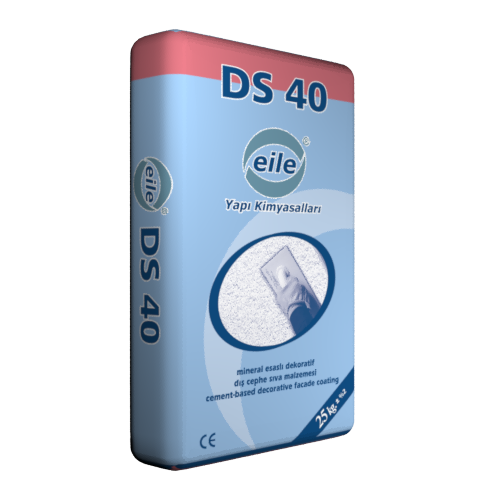 DS 40
eile
Yapı Kimyasalları
mineral esaslı dekoratif
dış cephe sıva malzemesi
cement-based decorative facade coating
25 kg. ± %2
CE
eile
DS 40